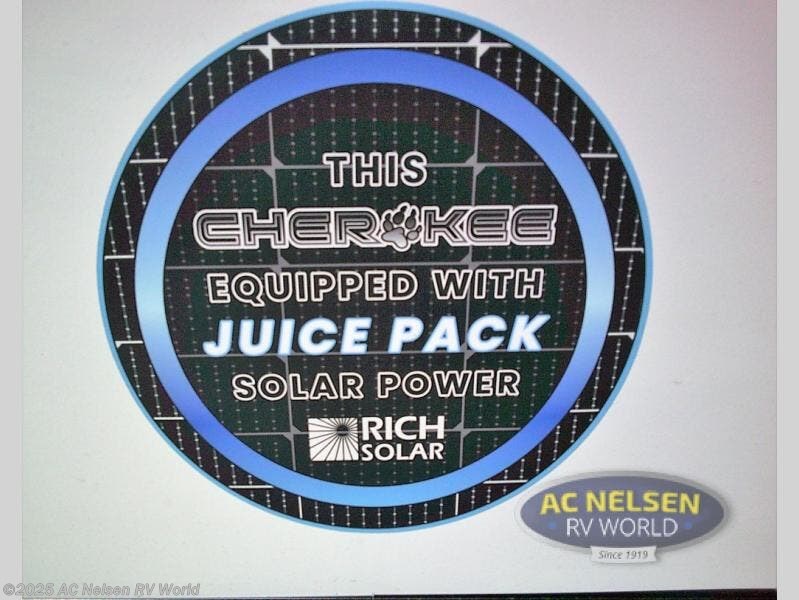 THIS
CHEROKEE
EQUIPPED WITH
JUICE PACK
SOLAR POWER
RICH
SOLAR
AC NELSEN
RV WORLD
Since 1919
©2025 AC Nelsen RV World